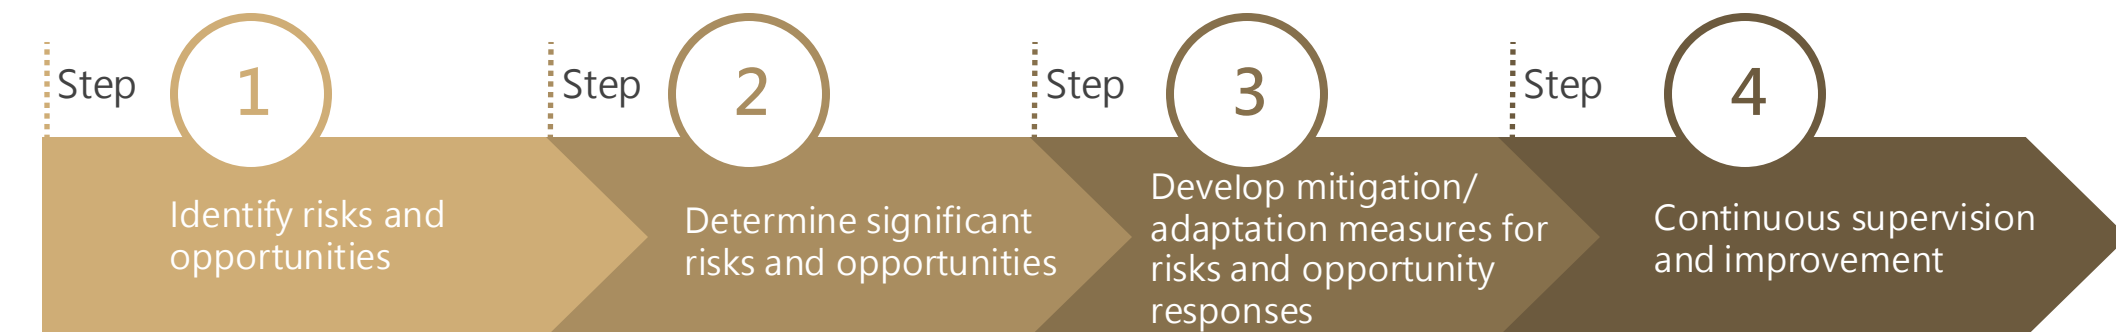 Step 1
Identify risks and
opportunities
Step 2
Determine significant
risks and opportunities
Step 3
Develop mitigation/
adaptation measures for
risks and opportunity
responses
Step 4
Continuous supervision
and improvement